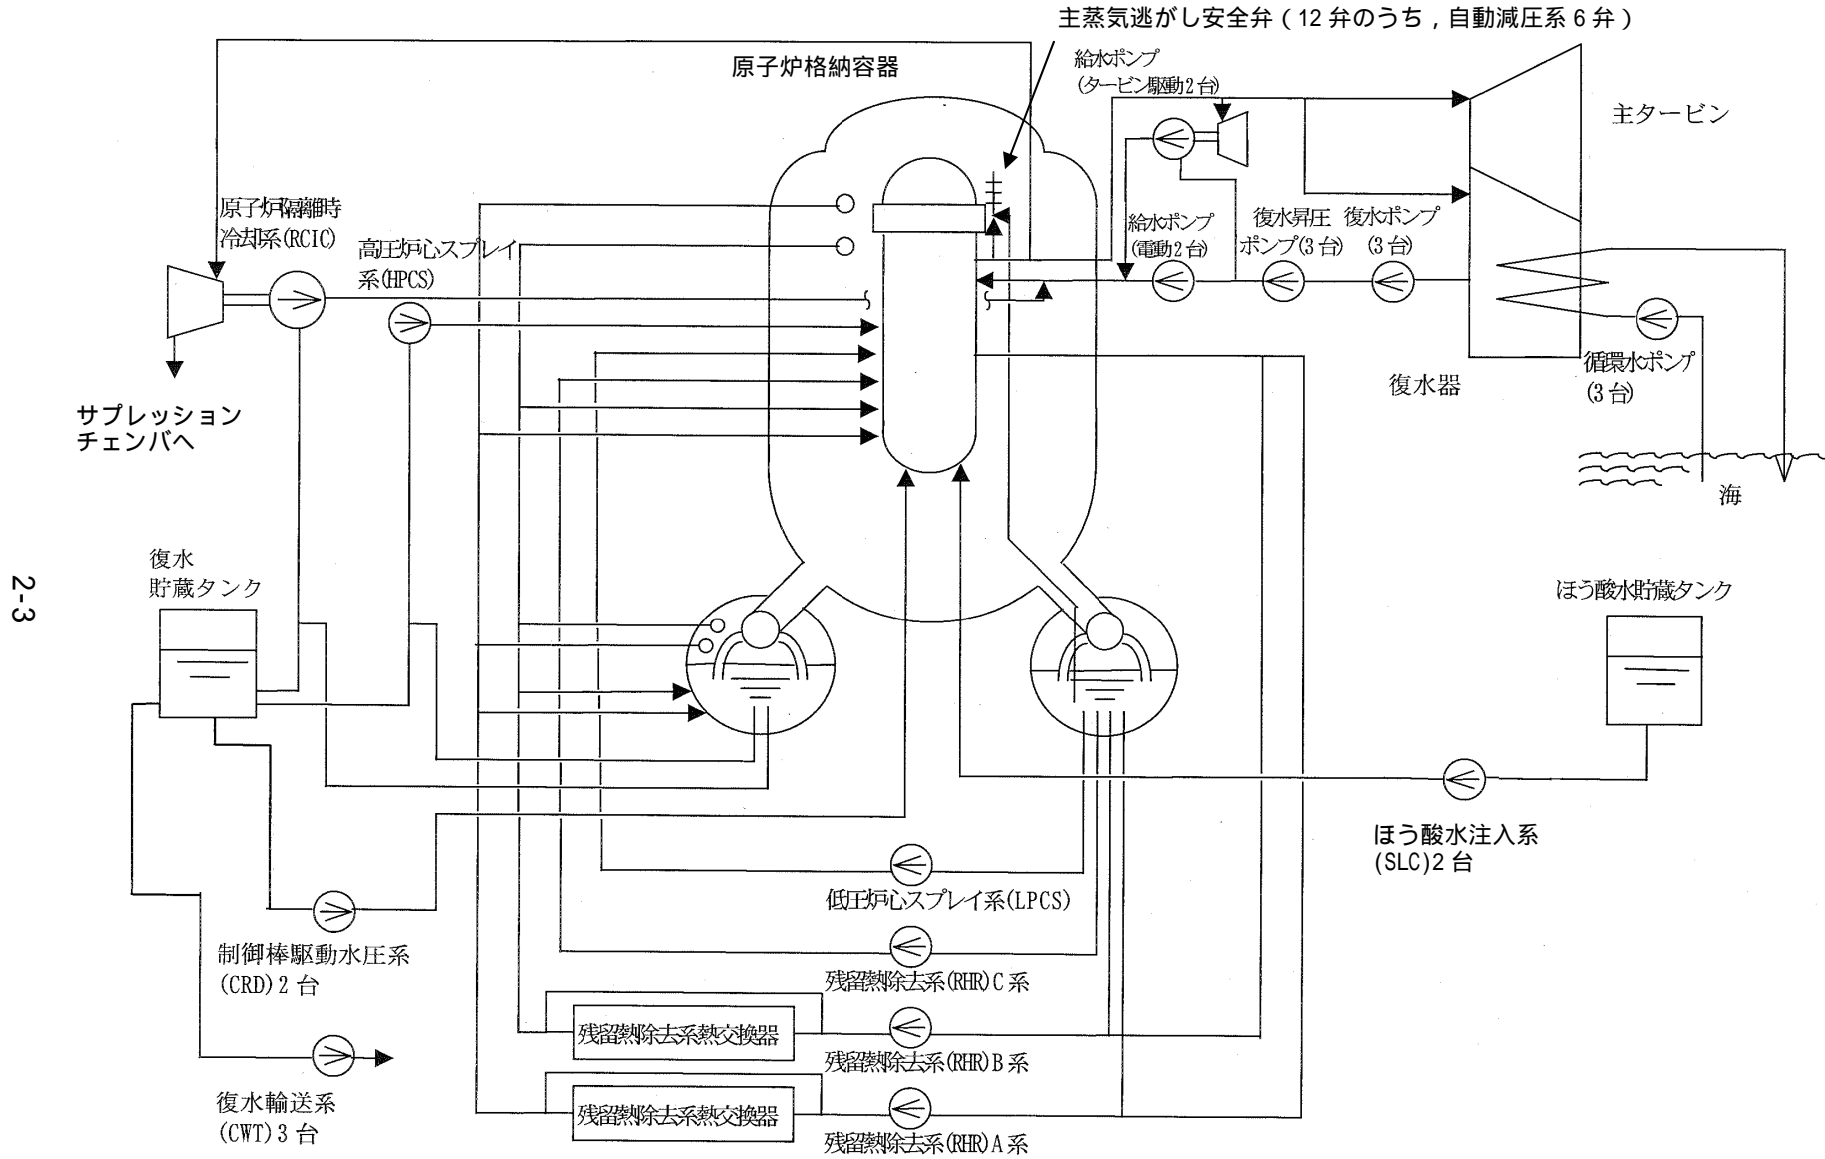 主蒸気逃がし安全弁(12弁のうち,自動減圧系6弁)
原子炉格納容器
給水ポンプ
(タービン駆動2台)
主タービン
原子炉隔離時
冷却系(RCIC)
高圧炉心スプレイ
系(HPCS)
給水ポンプ
(電動2台)
復水昇圧
ポンプ(3台)
復水ポンプ
(3台)
循環水ポンプ
(3台)
復水器
サプレッション
チェンバへ
海
復水
貯蔵タンク
ほう酸水貯蔵タンク
2-3
ほう酸水注入系
(SLC)2台
低圧炉心スプレイ系(LPCS)
制御棒駆動水圧系
(CRD)2台
残留熱除去系(RHR)C系
残留熱除去系熱交換器
残留熱除去系(RHR)B系
復水輸送系
(CWT)3台
残留熱除去系熱交換器
残留熱除去系(RHR)A系